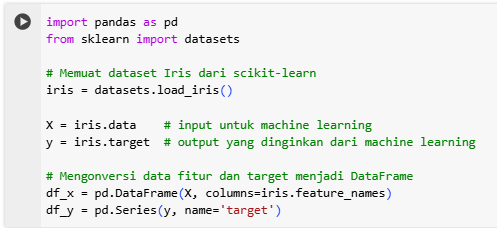 import pandas as pd
from sklearn import datasets
# Memuat dataset Iris dari scikit-learn
iris = datasets.load_iris()
X = iris.data    # input untuk machine learning
y = iris.target  # output yang dinginkan dari machine learning
# Mengonversi data fitur dan target menjadi DataFrame
df_x = pd.DataFrame(X, columns=iris.feature_names)
df_y = pd.Series(y, name='target')